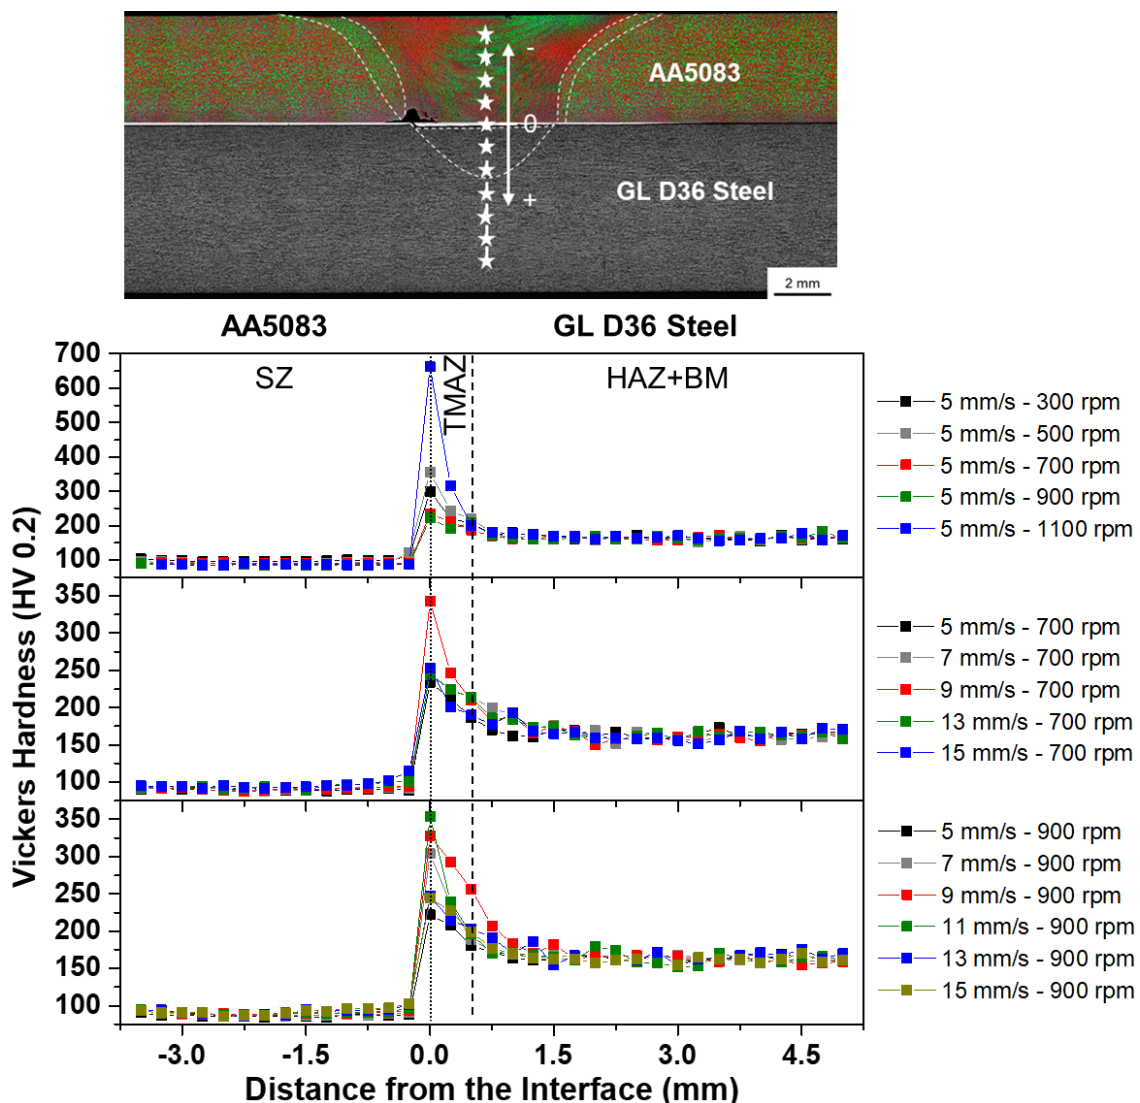 -
AA5083
0
GL D36 Steel
+
2 mm
AA5083 GL D36 Steel
700
600
500
400
300
200
100
SZ
TMAZ
HAZ+BM
5 mm/s - 300 rpm
5 mm/s - 500 rpm
5 mm/s - 700 rpm
5 mm/s - 900 rpm
5 mm/s - 1100 rpm
350
300
250
200
150
100
5 mm/s - 700 rpm
7 mm/s - 700 rpm
9 mm/s - 700 rpm
13 mm/s - 700 rpm
15 mm/s - 700 rpm
350
300
250
200
150
100
5 mm/s - 900 rpm
7 mm/s - 900 rpm
9 mm/s - 900 rpm
11 mm/s - 900 rpm
13 mm/s - 900 rpm
15 mm/s - 900 rpm
Vickers Hardness (HV 0.2)
-3.0 -1.5 0.0 1.5 3.0 4.5
Distance from the Interface (mm)